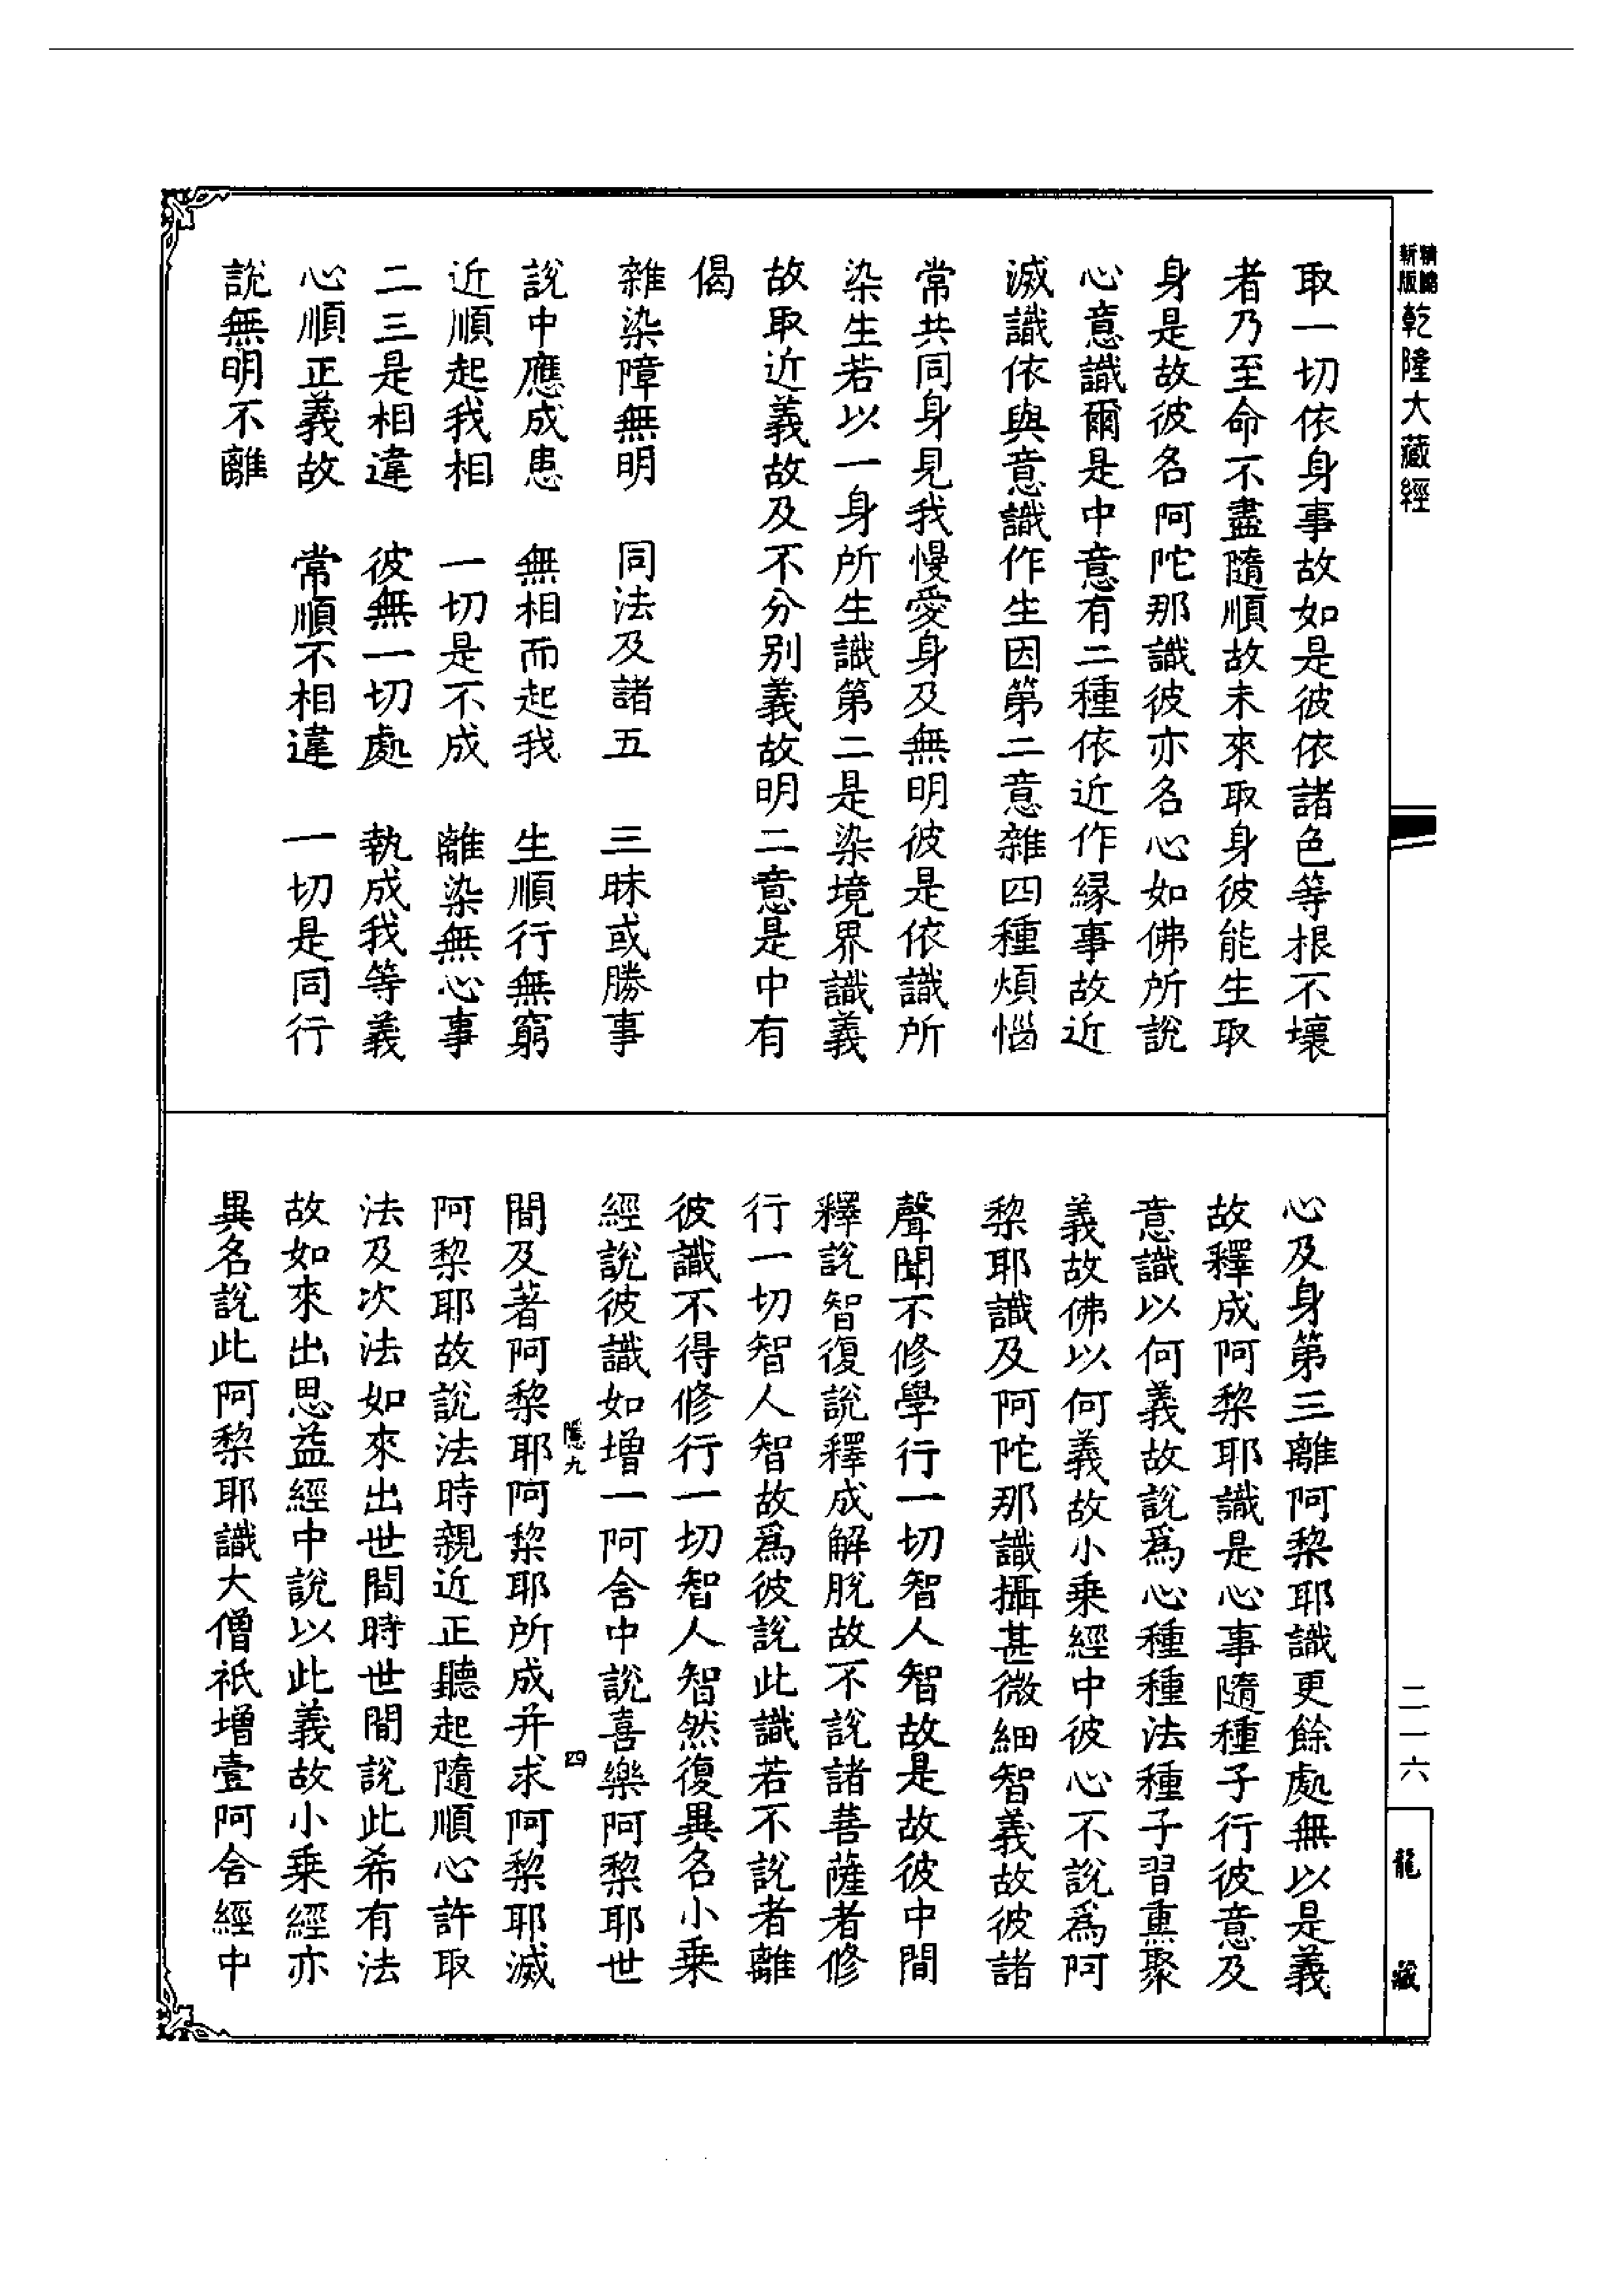 新版
精縮
乾隆大藏經
取一切依身事故如是彼依諸色等根不壞
者乃至命不盡隨順故未來取身彼能生取
身是故彼名阿陀那識彼亦名心如佛所說
心意識爾是中意有二種依近作緣事故近
滅識依與意識作生因第二意雜四種煩惱
常共同身見我慢愛身及無明彼是依識所
染生若以一身所生識第二是染境界識義
故取近義故及不分別義故明二意是中有
偈
雜染障無明　同法及諸五　三昧或勝事
說中應成患　無相而起我　生順行無窮
近順起我相　一切是不成　離染無心事
二三是相違　彼無一切處　執成我等義
心順正義故　常順不相違　一切是同行
說無明不離
心及身第三離阿黎耶識更餘處無以是義
故釋成阿黎耶識是心事隨種子行彼意及
意識以何義故說為心種種法種子習熏聚
義故佛以何義故小乘經中彼心不說為阿
黎耶識及阿陀那識攝甚微細智義故彼諸
聲聞不修學行一切智人智故是故彼中間
釋說智復說釋成解脫故不說諸菩薩者修
行一切智人智故為彼說此識若不說者離
彼識不得修行一切智人智然復異名小乘
經說彼識如增一阿含中說喜樂阿黎耶世
隱九
四
間及著阿黎耶阿黎耶所成并求阿黎耶滅
阿黎耶故說法時親近正聽起隨順心許取
法及次法如來出世間時世間說此希有法
故如來出思益經中說以此義故小乘經亦
異名說此阿黎耶識大僧祇增壹阿含經中
二一六
龍藏